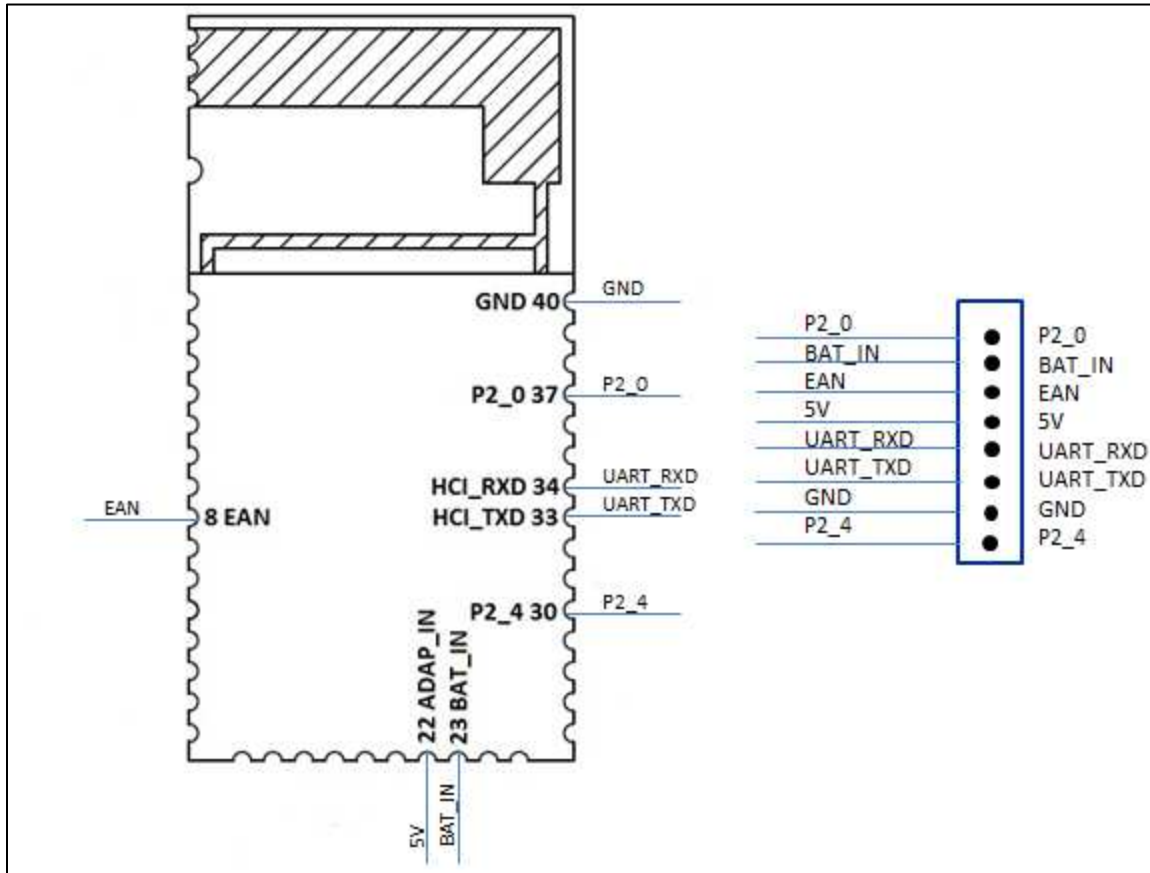 GND 40
GND
P2_0 37
P2_0
HCI_RXD 34
UART_RXD
HCI_TXD 33
UART_TXD
EAN
8 EAN
P2_4 30
P2_4
22 ADAP_IN
23 BAT_IN
5V
BAT_IN
P2_0
BAT_IN
EAN
5V
UART_RXD
UART_TXD
GND
P2_4
P2_0
BAT_IN
EAN
5V
UART_RXD
UART_TXD
GND
P2_4